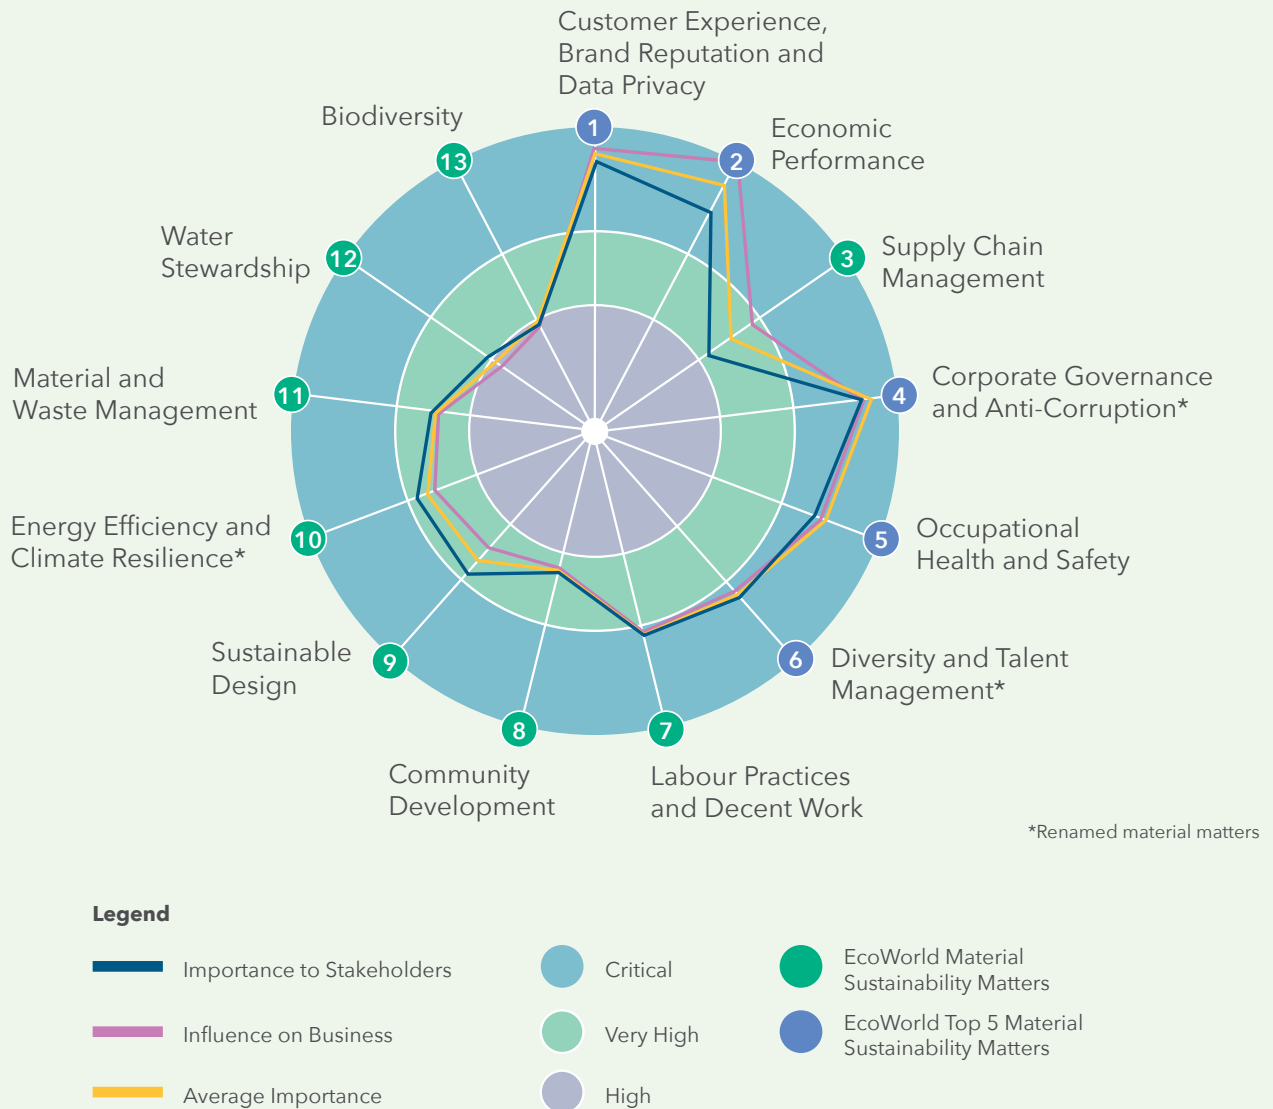 Customer Experience,
Brand Reputation and
Data Privacy
1
Economic
Performance
2
Supply Chain
Management
3
Corporate Governance
and Anti-Corruption*
4
Occupational
Health and Safety
5
Diversity and Talent
Management*
6
Labour Practices
and Decent Work
7
Community
Development
8
Sustainable
Design
9
Energy Efficiency and
Climate Resilience*
10
Material and
Waste Management
11
Water
Stewardship
12
Biodiversity
13
*Renamed material matters
Legend
Importance to Stakeholders
Influence on Business
Average Importance
Critical
Very High
High
EcoWorld Material
Sustainability Matters
EcoWorld Top 5 Material
Sustainability Matters